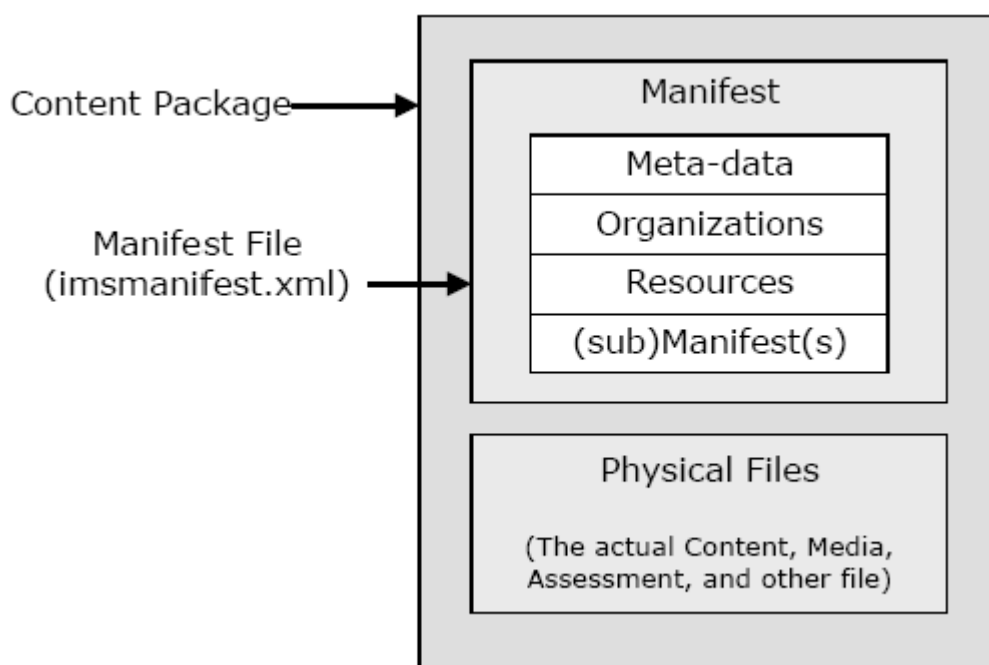 Content Package
Manifest
Meta-data
Organizations
Resources
(sub)Manifest(s)
Manifest File
(imsmanifest.xml)
Physical Files
(The actual Content, Media,
Assessment, and other file)